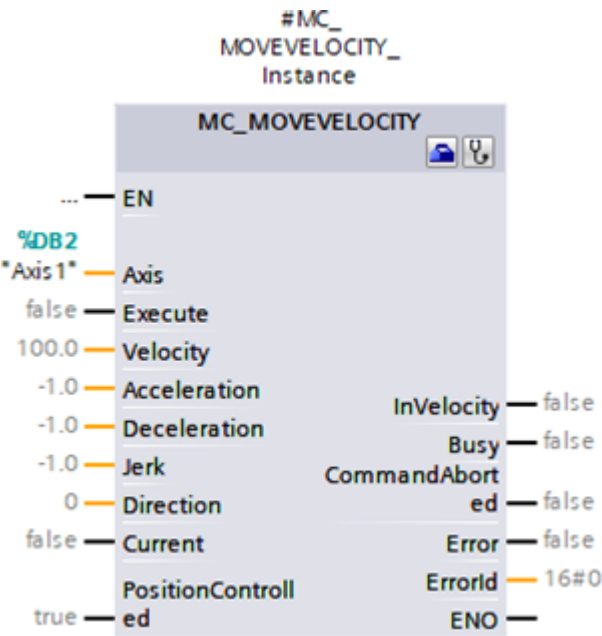 #MC_
MOVEVELOCITY_
Instance
MC_MOVEVELOCITY
... EN
%DB2
"Axis1" Axis
false Execute
100.0 Velocity
-1.0 Acceleration
InVelocity false
-1.0 Deceleration
Busy false
-1.0 Jerk
CommandAbort
0 Direction
ed false
false Current
Error false
PositionControll
ErrorId 16#0
true ed
ENO